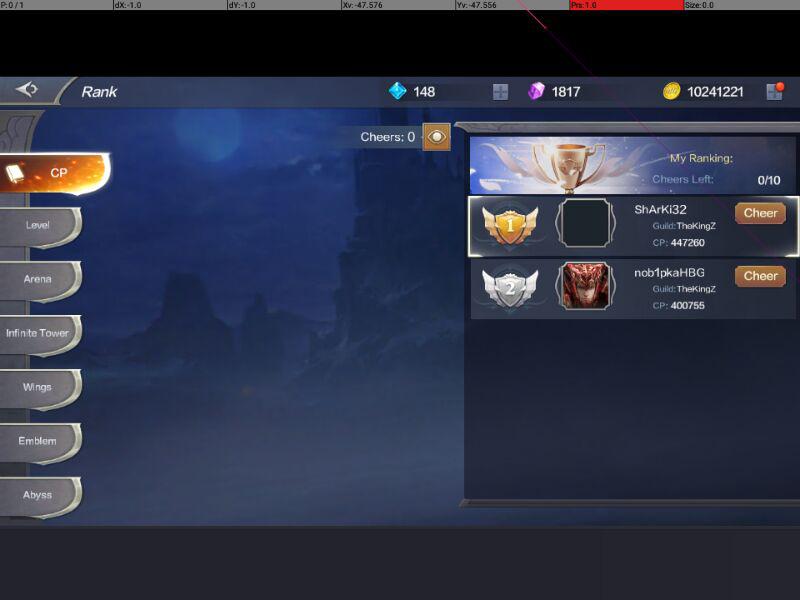 P: 0 / 1 dX: -1.0 dY: -1.0 Xv: -47.576 Yv: -47.556 Prs: 1.0 Size: 0.0
Rank 148 1817 10241221
Cheers: 0
My Ranking:
Cheers Left: 0/10
CP
Level
Arena
Infinite Tower
Wings
Emblem
Abyss
1
ShArKi32
Guild: TheKingZ
CP: 447260
Cheer
2
nob1pkaHBG
Guild: TheKingZ
CP: 400755
Cheer